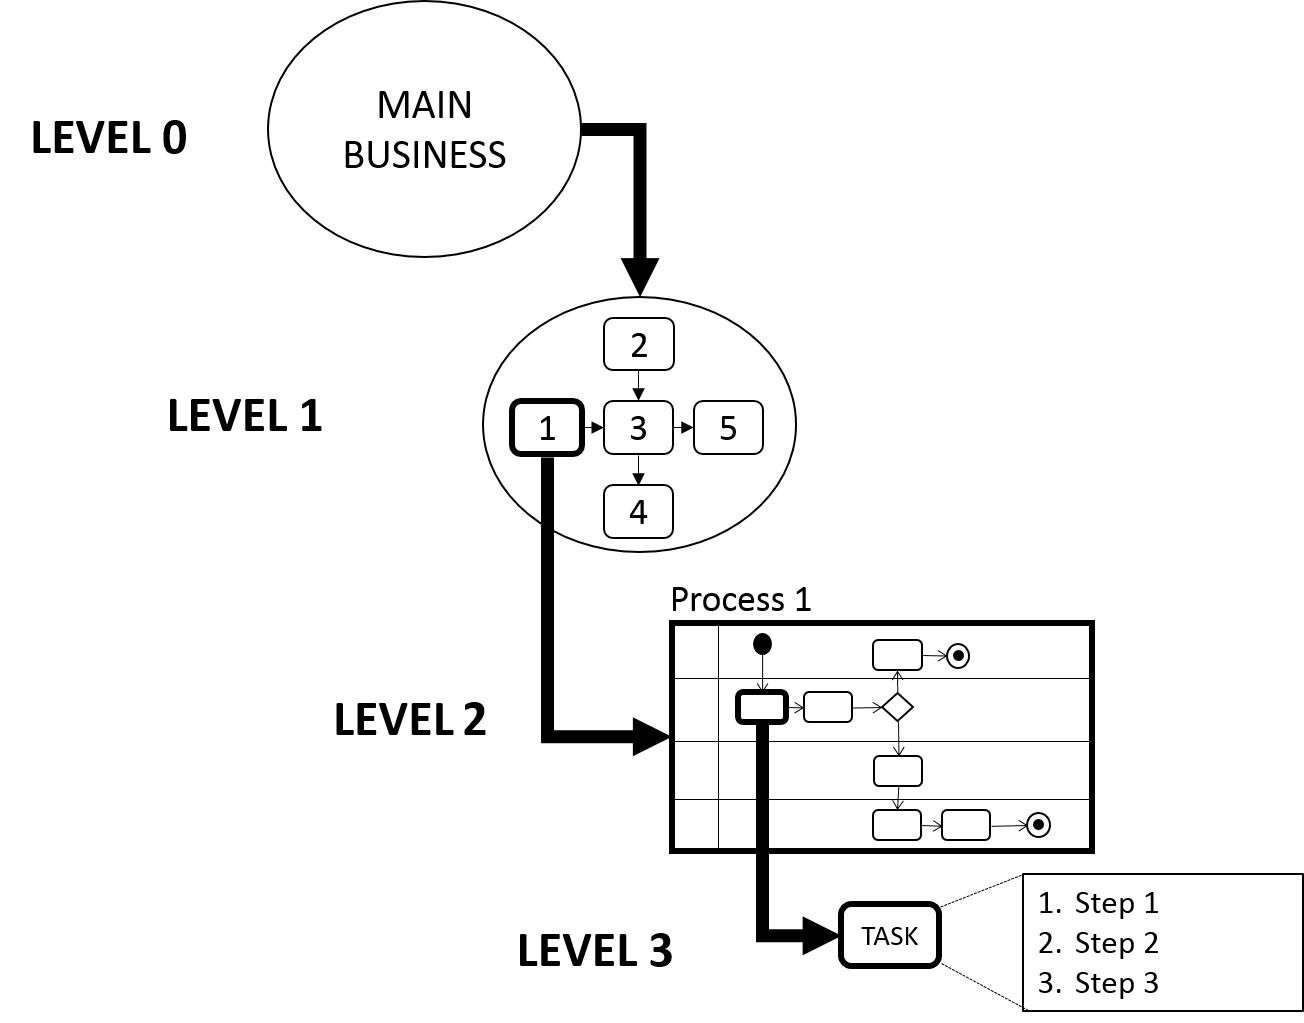 LEVEL 0
MAIN
BUSINESS
LEVEL 1
2
1
3
5
4
Process 1
LEVEL 2
LEVEL 3
TASK
1. Step 1
2. Step 2
3. Step 3